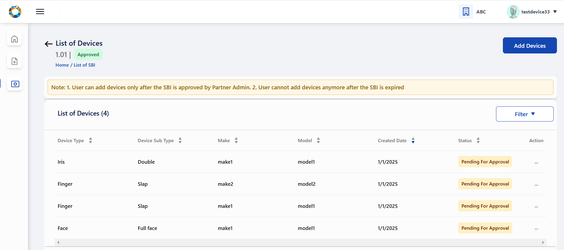 ABC
testdevice33
List of Devices
1.01 | Approved
Home / List of SBI
Add Devices
Note: 1. User can add devices only after the SBI is approved by Partner Admin. 2. User cannot add devices anymore after the SBI is expired
List of Devices (4)
Filter
Device Type Device Sub Type Make Model Created Date Status Action
Iris Double make1 model1 1/1/2025 Pending For Approval ...
Finger Slap make2 model2 1/1/2025 Pending For Approval ...
Finger Slap make1 model1 1/1/2025 Pending For Approval ...
Face Full face make1 model1 1/1/2025 Pending For Approval ...